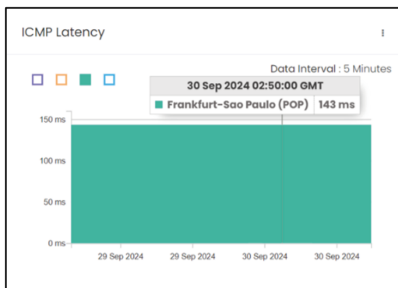 ICMP Latency
Data Interval : 5 Minutes
30 Sep 2024 02:50:00 GMT
Frankfurt-Sao Paulo (POP) 143 ms
150 ms
100 ms
50 ms
0 ms
29 Sep 2024 29 Sep 2024 30 Sep 2024 30 Sep 2024